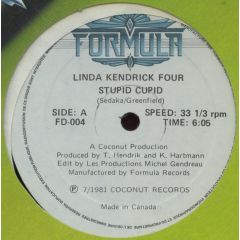 FORMULA
LINDA KENDRICK FOUR
STUPID CUPID
(Sedaka/Greenfield)
SIDE: A SPEED: 33 1/3 rpm
FD-004 TIME: 6:05
A Coconut Production
Produced by T. Hendrik and K. Hartmann
Edit by Les Productions Michel Gendreau
Manufactured by Formula Records
℗ 7/1981 COCONUT RECORDS
Made in Canada